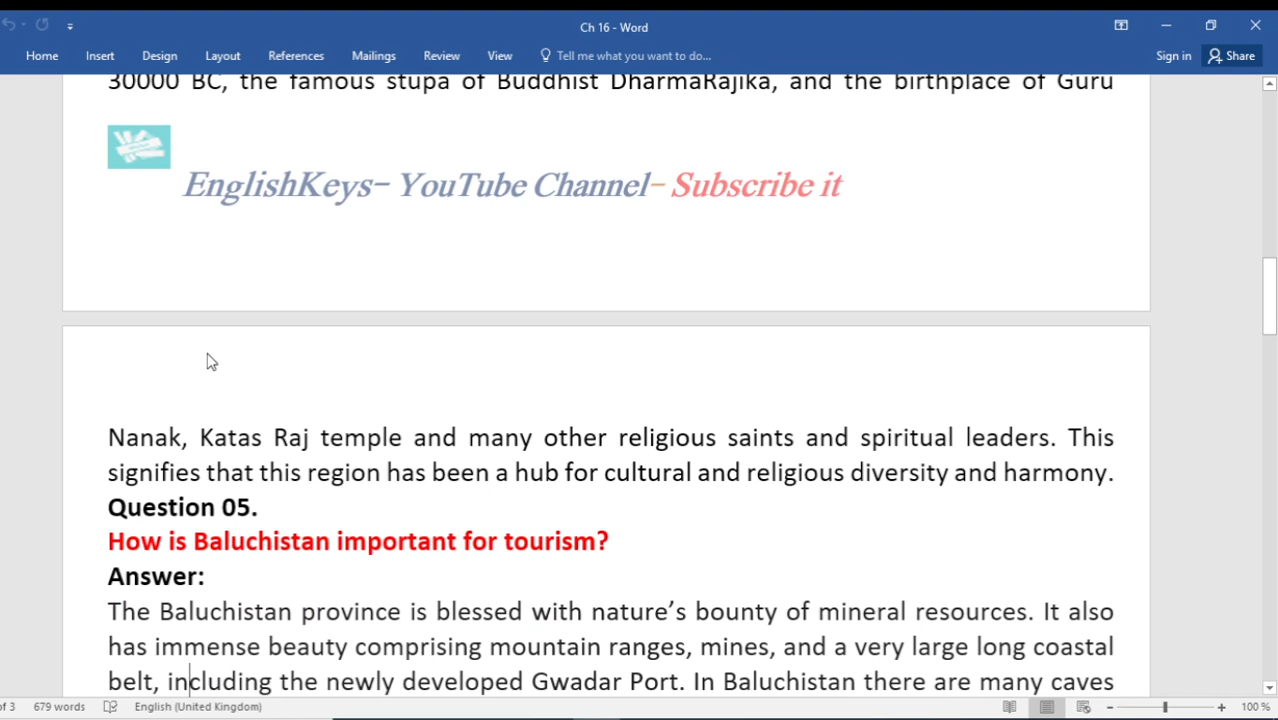 Ch 16 - Word
Home Insert Design Layout References Mailings Review View Tell me what you want to do... Sign in Share
30000 BC, the famous stupa of Buddhist DharmaRajika, and the birthplace of Guru
EnglishKeys- YouTube Channel- Subscribe it
Nanak, Katas Raj temple and many other religious saints and spiritual leaders. This
signifies that this region has been a hub for cultural and religious diversity and harmony.
Question 05.
How is Baluchistan important for tourism?
Answer:
The Baluchistan province is blessed with nature’s bounty of mineral resources. It also
has immense beauty comprising mountain ranges, mines, and a very large long coastal
belt, including the newly developed Gwadar Port. In Baluchistan there are many caves
of 3 679 words English (United Kingdom) 100 %